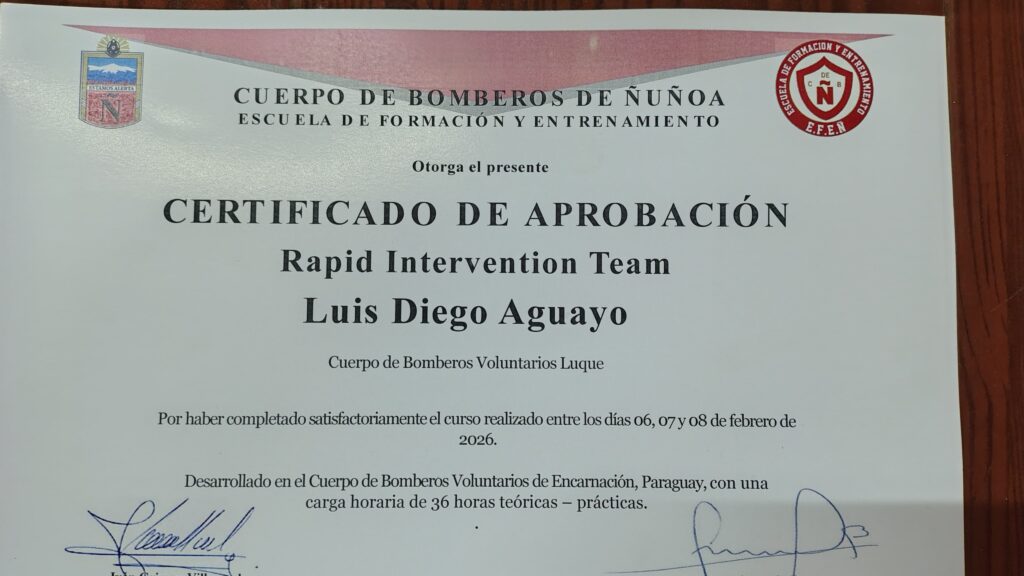 ESTAMOS ALERTA
N
CUERPO DE BOMBEROS DE ÑUÑOA
ESCUELA DE FORMACIÓN Y ENTRENAMIENTO
ESCUELA DE FORMACION Y ENTRENAMIENTO
DE
C B
Ñ
E.F.E.Ñ
Otorga el presente
CERTIFICADO DE APROBACIÓN
Rapid Intervention Team
Luis Diego Aguayo
Cuerpo de Bomberos Voluntarios Luque
Por haber completado satisfactoriamente el curso realizado entre los días 06, 07 y 08 de febrero de
2026.
Desarrollado en el Cuerpo de Bomberos Voluntarios de Encarnación, Paraguay, con una
carga horaria de 36 horas teóricas – prácticas.